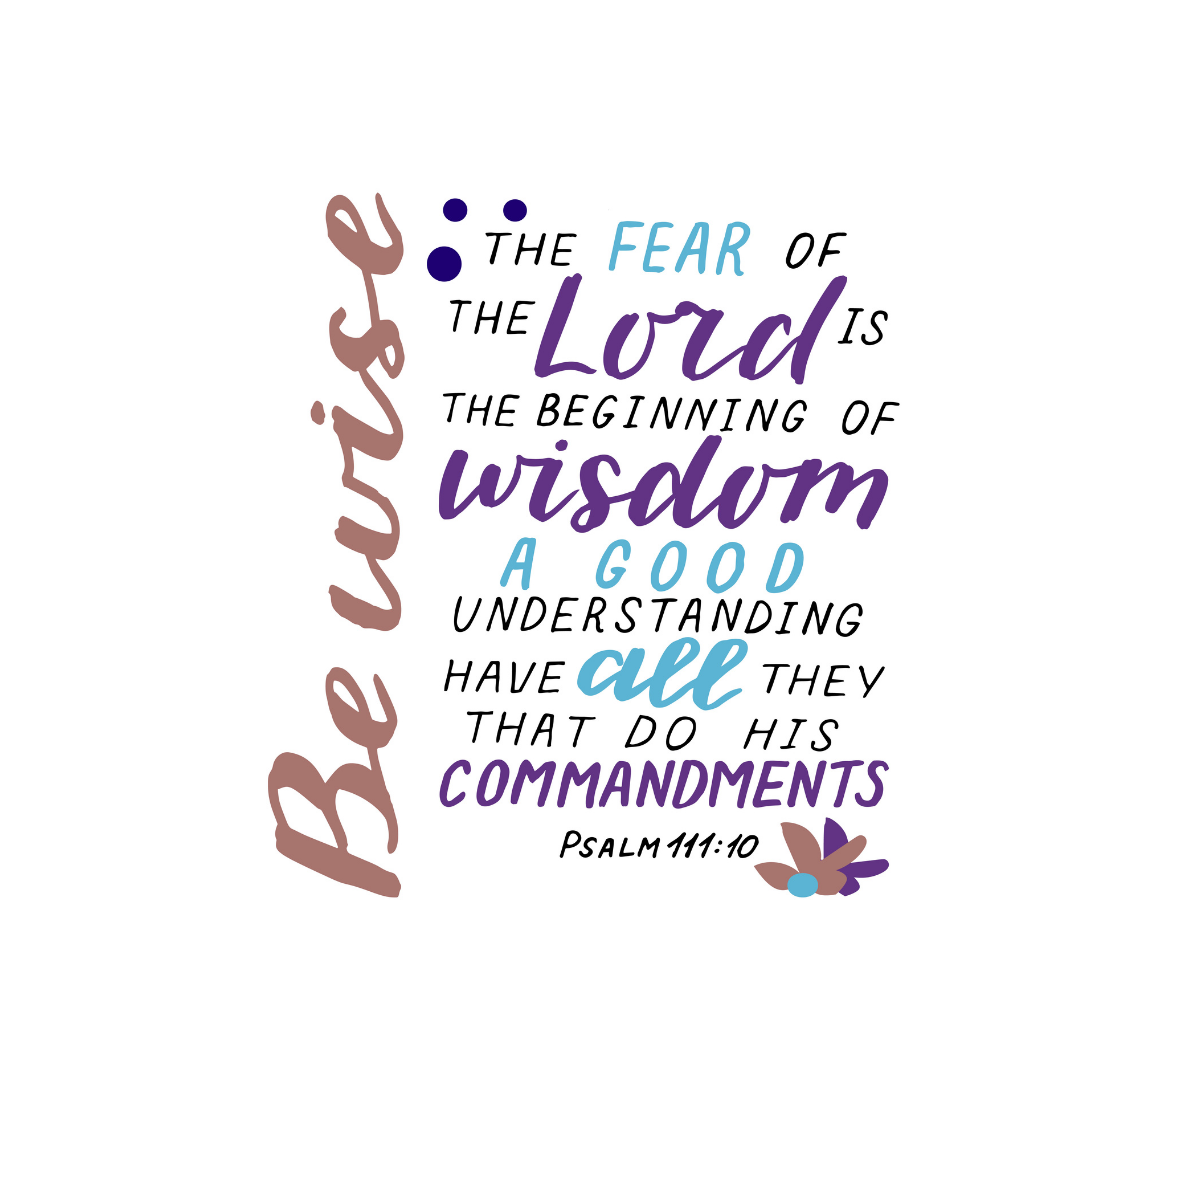 Be wise
THE FEAR OF
THE Lord IS
THE BEGINNING OF
wisdom
A GOOD
UNDERSTANDING
HAVE all THEY
THAT DO HIS
COMMANDMENTS
PSALM 111:10